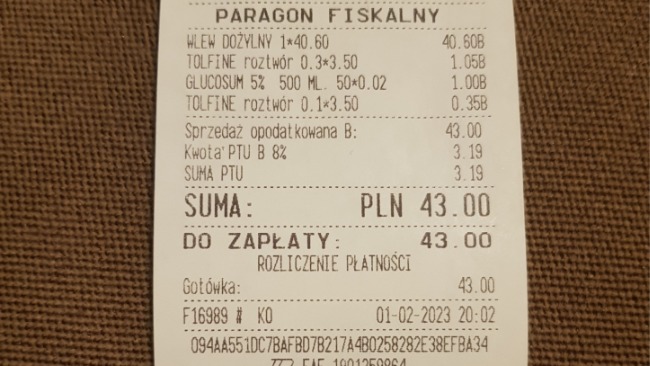 PARAGON FISKALNY
WLEW DOŻYLNY 1*40.60 40.60B
TOLFINE roztwór 0.3*3.50 1.05B
GLUCOSUM 5% 500 ML. 50*0.02 1.00B
TOLFINE roztwór 0.1*3.50 0.35B
Sprzedaż opodatkowana B: 43.00
Kwota PTU B 8% 3.19
SUMA PTU 3.19
SUMA: PLN 43.00
DO ZAPŁATY: 43.00
ROZLICZENIE PŁATNOŚCI
Gotówka: 43.00
F16989 # KO 01-02-2023 20:02
094AA551DC7BAFBD7B217A4B0258282E38EFBA34